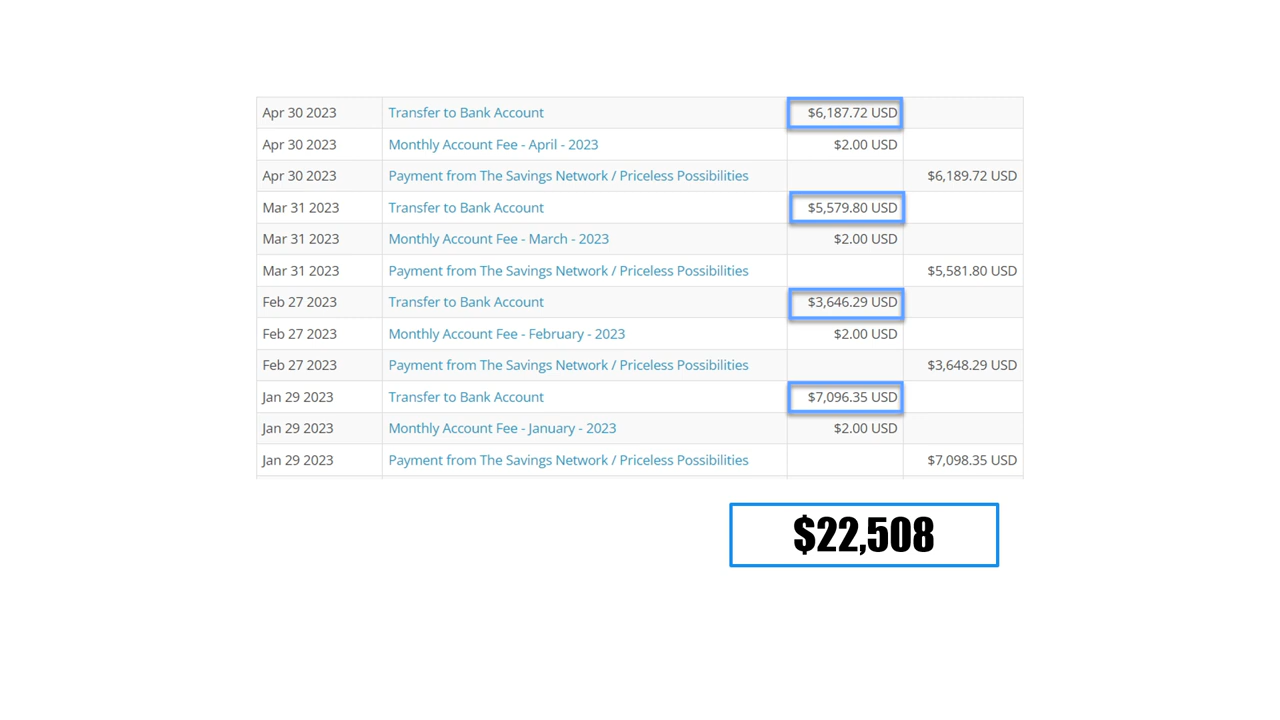 Apr 30 2023 Transfer to Bank Account $6,187.72 USD
Apr 30 2023 Monthly Account Fee - April - 2023 $2.00 USD
Apr 30 2023 Payment from The Savings Network / Priceless Possibilities $6,189.72 USD
Mar 31 2023 Transfer to Bank Account $5,579.80 USD
Mar 31 2023 Monthly Account Fee - March - 2023 $2.00 USD
Mar 31 2023 Payment from The Savings Network / Priceless Possibilities $5,581.80 USD
Feb 27 2023 Transfer to Bank Account $3,646.29 USD
Feb 27 2023 Monthly Account Fee - February - 2023 $2.00 USD
Feb 27 2023 Payment from The Savings Network / Priceless Possibilities $3,648.29 USD
Jan 29 2023 Transfer to Bank Account $7,096.35 USD
Jan 29 2023 Monthly Account Fee - January - 2023 $2.00 USD
Jan 29 2023 Payment from The Savings Network / Priceless Possibilities $7,098.35 USD
$22,508